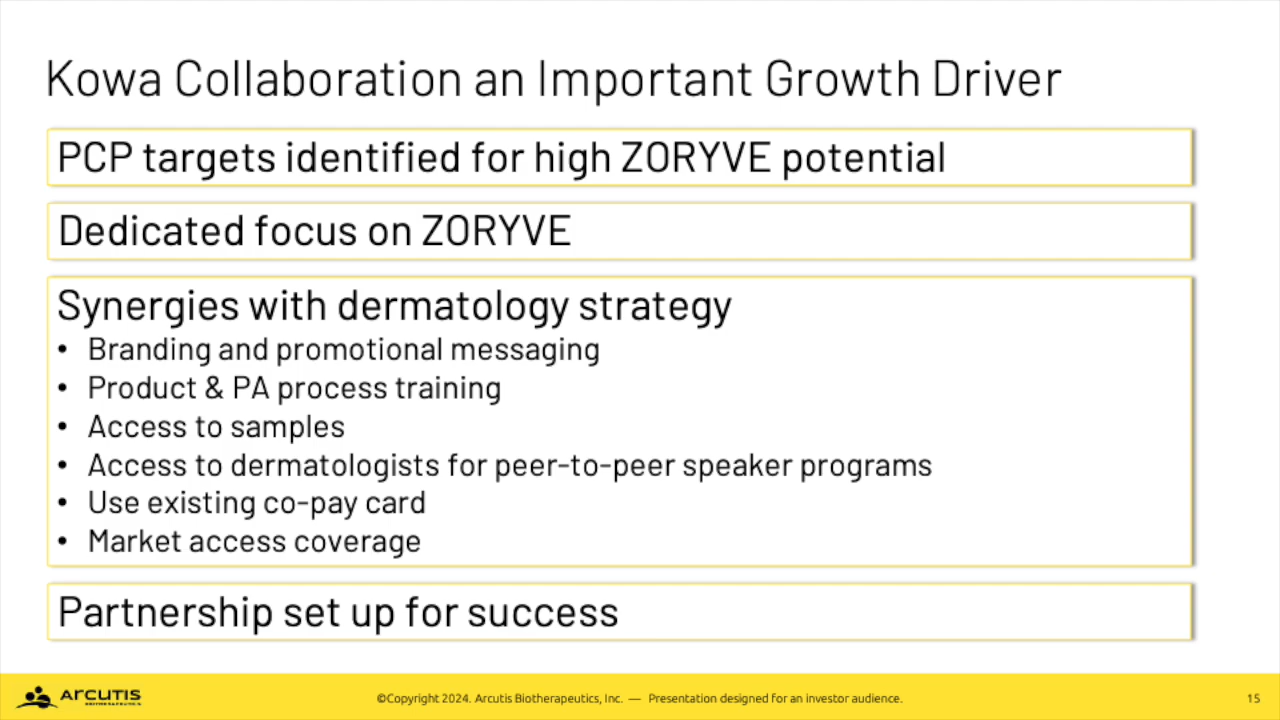 Kowa Collaboration an Important Growth Driver
PCP targets identified for high ZORYVE potential
Dedicated focus on ZORYVE
Synergies with dermatology strategy
• Branding and promotional messaging
• Product & PA process training
• Access to samples
• Access to dermatologists for peer-to-peer speaker programs
• Use existing co-pay card
• Market access coverage
Partnership set up for success
ARCUTIS
BIOTHERAPEUTICS
©Copyright 2024. Arcutis Biotherapeutics, Inc. — Presentation designed for an investor audience.
15